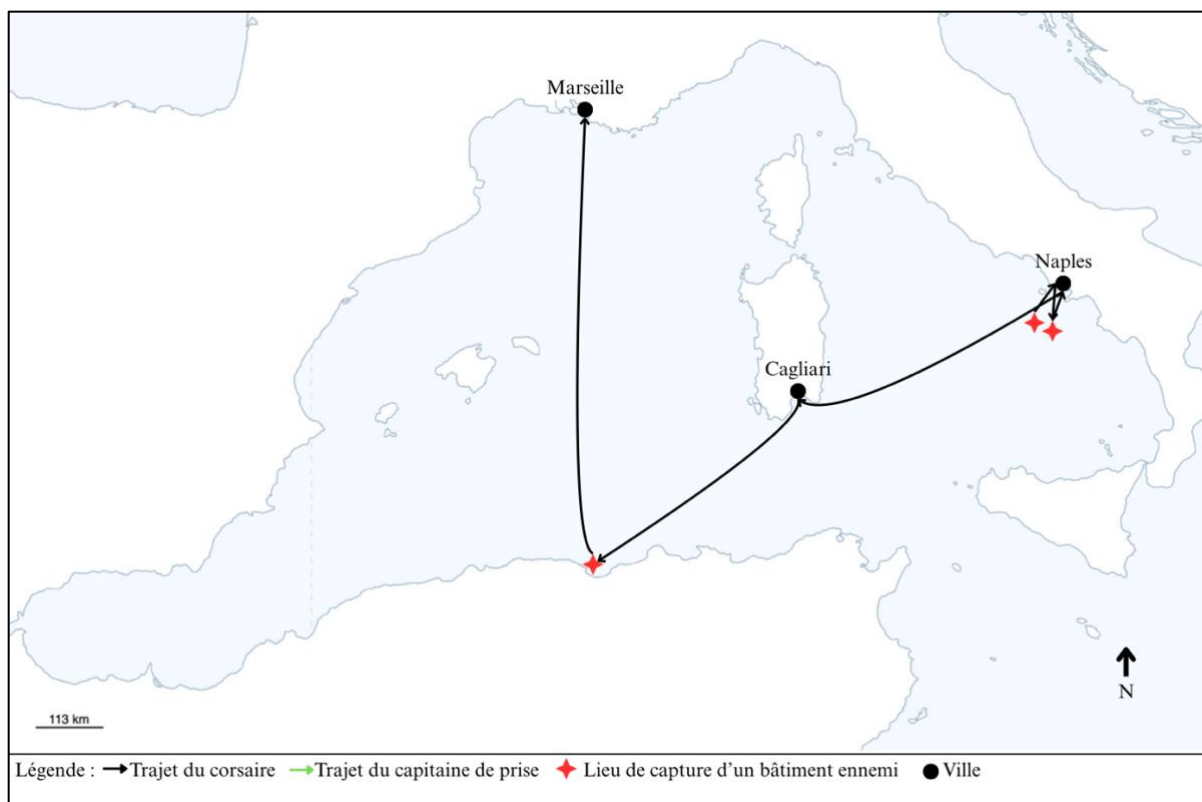 Marseille
Naples
Cagliari
N
113 km
Légende : Trajet du corsaire Trajet du capitaine de prise Lieu de capture d’un bâtiment ennemi Ville